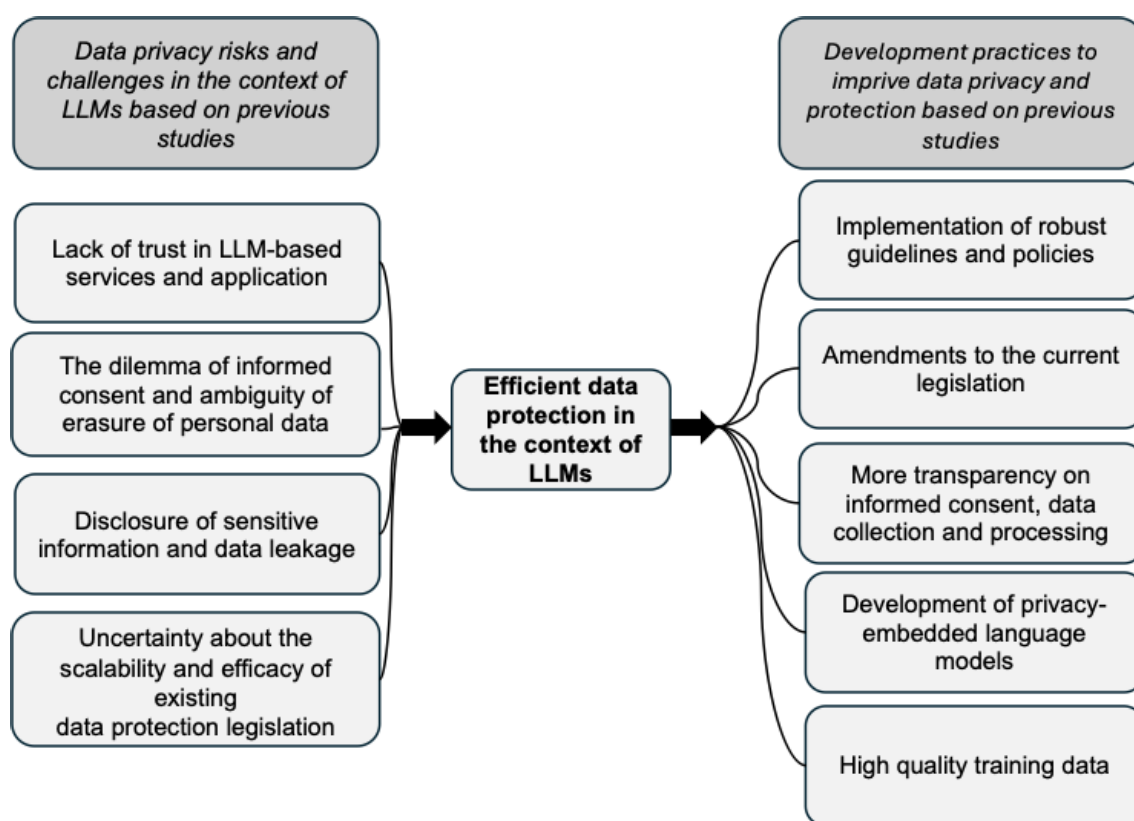 Data privacy risks and
challenges in the context of
LLMs based on previous
studies
Lack of trust in LLM-based
services and application
The dilemma of informed
consent and ambiguity of
erasure of personal data
Disclosure of sensitive
information and data leakage
Uncertainty about the
scalability and efficacy of
existing
data protection legislation
Efficient data
protection in
the context of
LLMs
Development practices to
imprive data privacy and
protection based on previous
studies
Implementation of robust
guidelines and policies
Amendments to the current
legislation
More transparency on
informed consent, data
collection and processing
Development of privacy-
embedded language
models
High quality training data